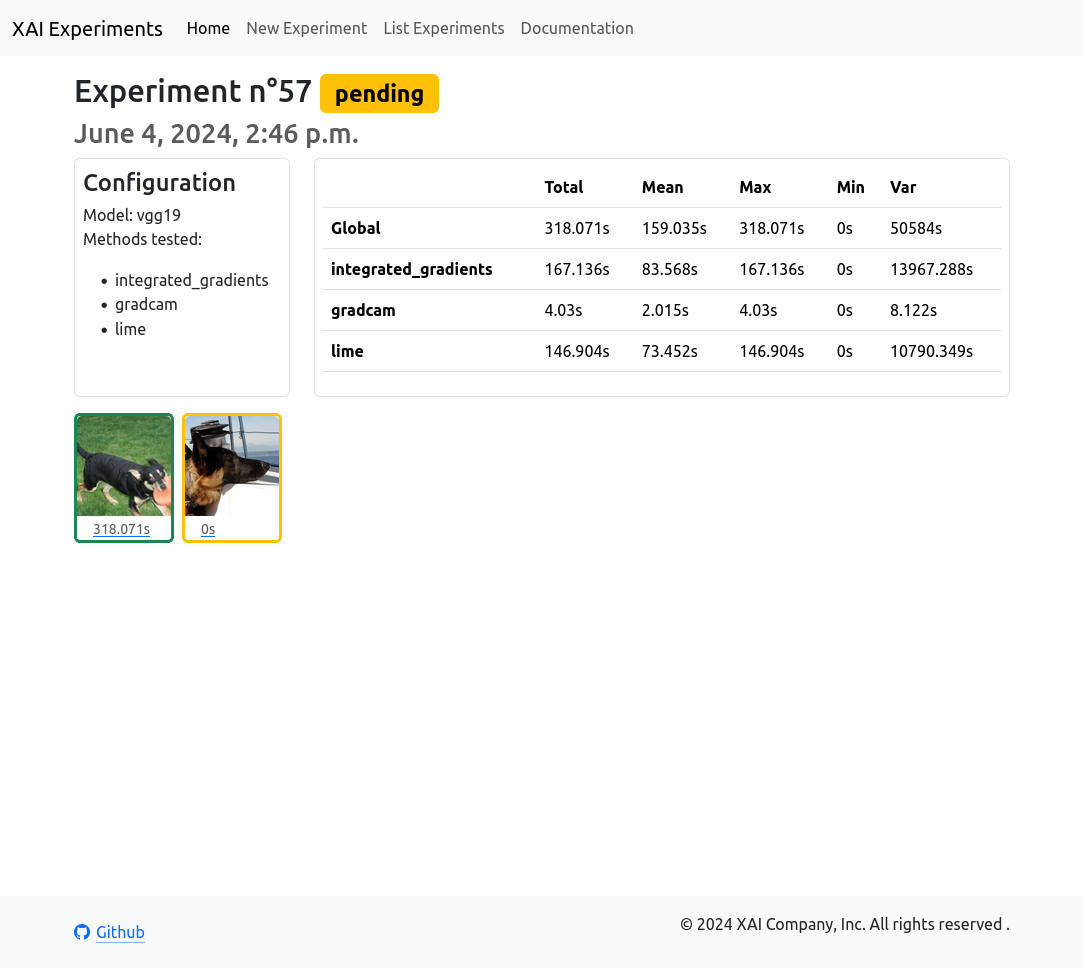 XAI Experiments Home New Experiment List Experiments Documentation
Experiment n°57 pending
June 4, 2024, 2:46 p.m.
Configuration
Model: vgg19
Methods tested:
• integrated_gradients
• gradcam
• lime
Total Mean Max Min Var
Global 318.071s 159.035s 318.071s 0s 50584s
integrated_gradients 167.136s 83.568s 167.136s 0s 13967.288s
gradcam 4.03s 2.015s 4.03s 0s 8.122s
lime 146.904s 73.452s 146.904s 0s 10790.349s
318.071s 0s
Github
© 2024 XAI Company, Inc. All rights reserved .